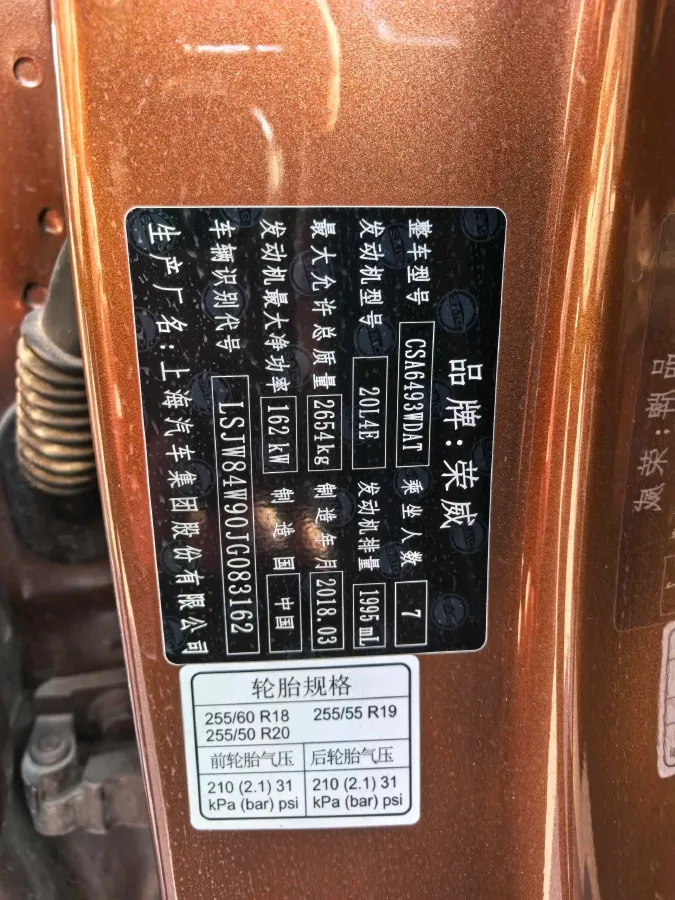 品牌：荣威
整车型号 CSA6493WDAT 乘坐人数 7
发动机型号 20L4E 发动机排量 1995 mL
最大允许总质量 2654kg 制造年月 2018.03
发动机最大净功率 162 kW 制造国 中国
车辆识别代号 LSJW84W90JG083162
生产厂名：上海汽车集团股份有限公司
轮胎规格
255/60 R18 255/55 R19
255/50 R20
前轮胎气压 后轮胎气压
210 (2.1) 31 210 (2.1) 31
kPa (bar) psi kPa (bar) psi